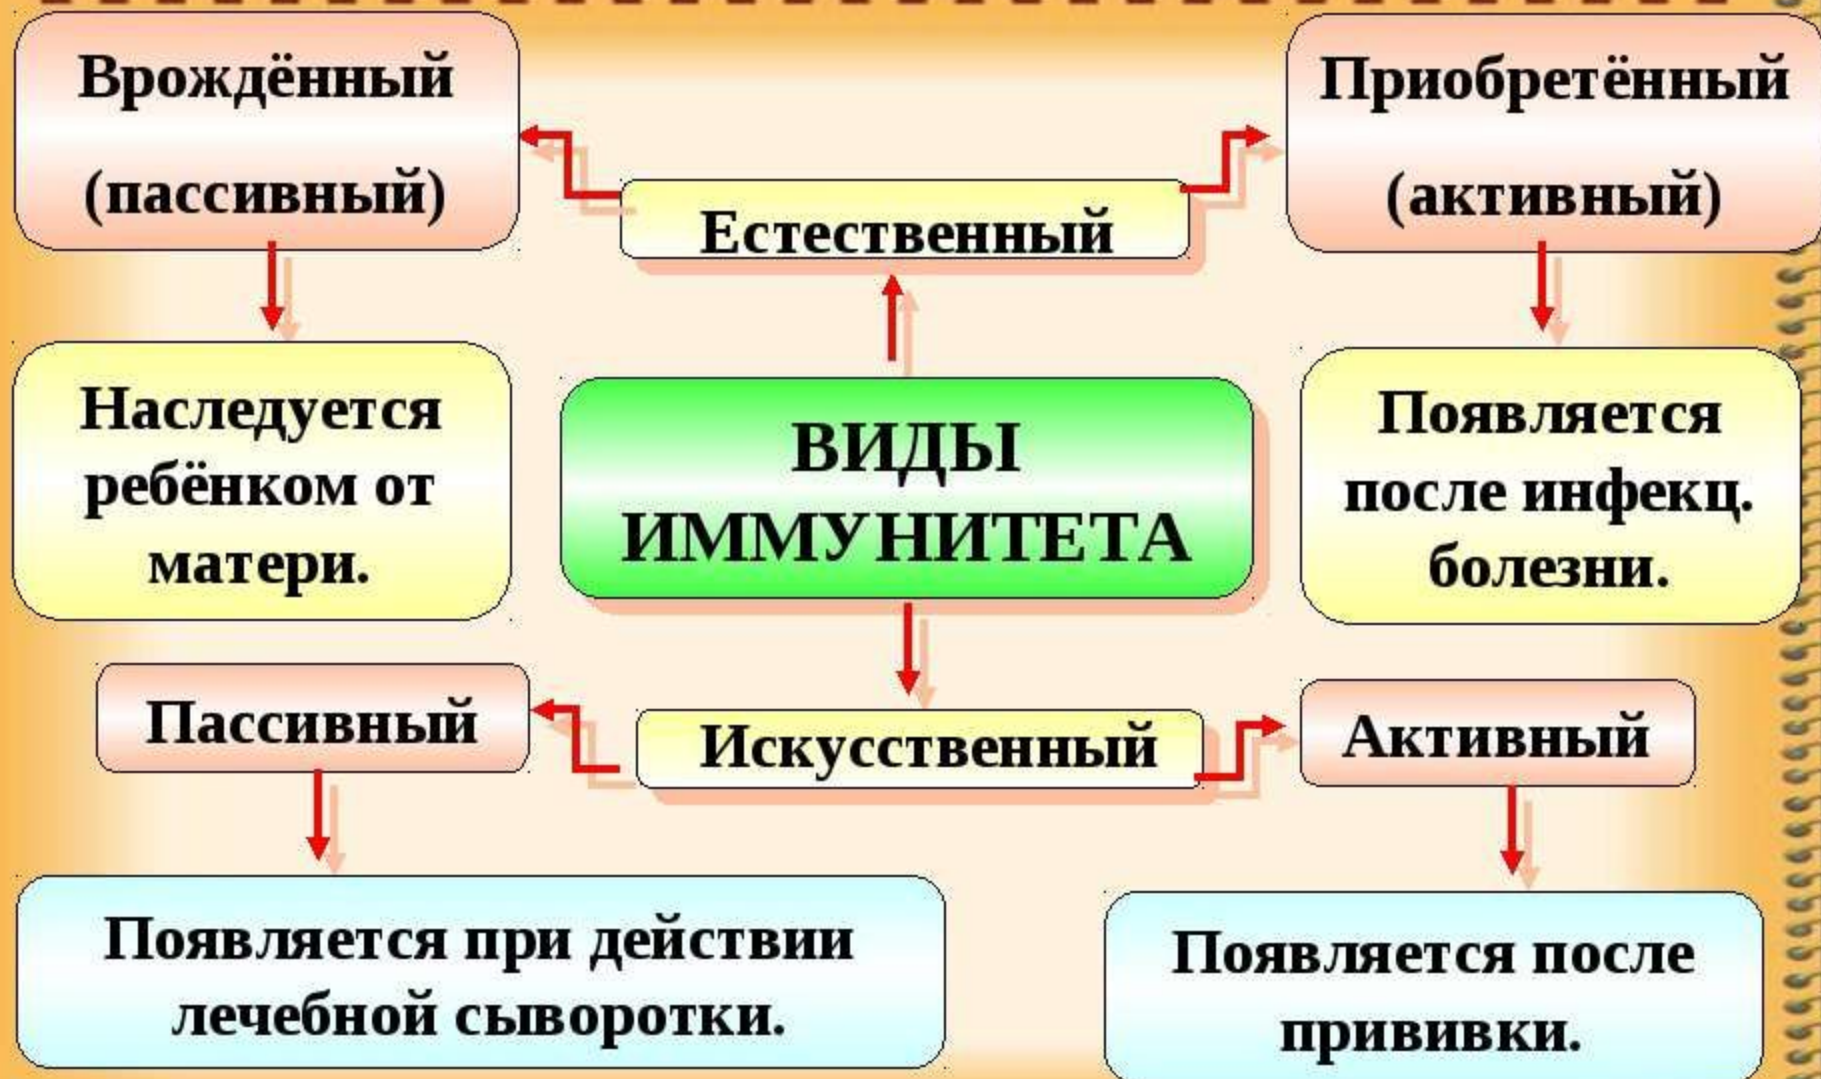 Врождённый
(пассивный)
Приобретённый
(активный)
Естественный
Наследуется
ребёнком от
матери.
ВИДЫ
ИММУНИТЕТА
Появляется
после инфекц.
болезни.
Пассивный
Искусственный
Активный
Появляется при действии
лечебной сыворотки.
Появляется после
прививки.